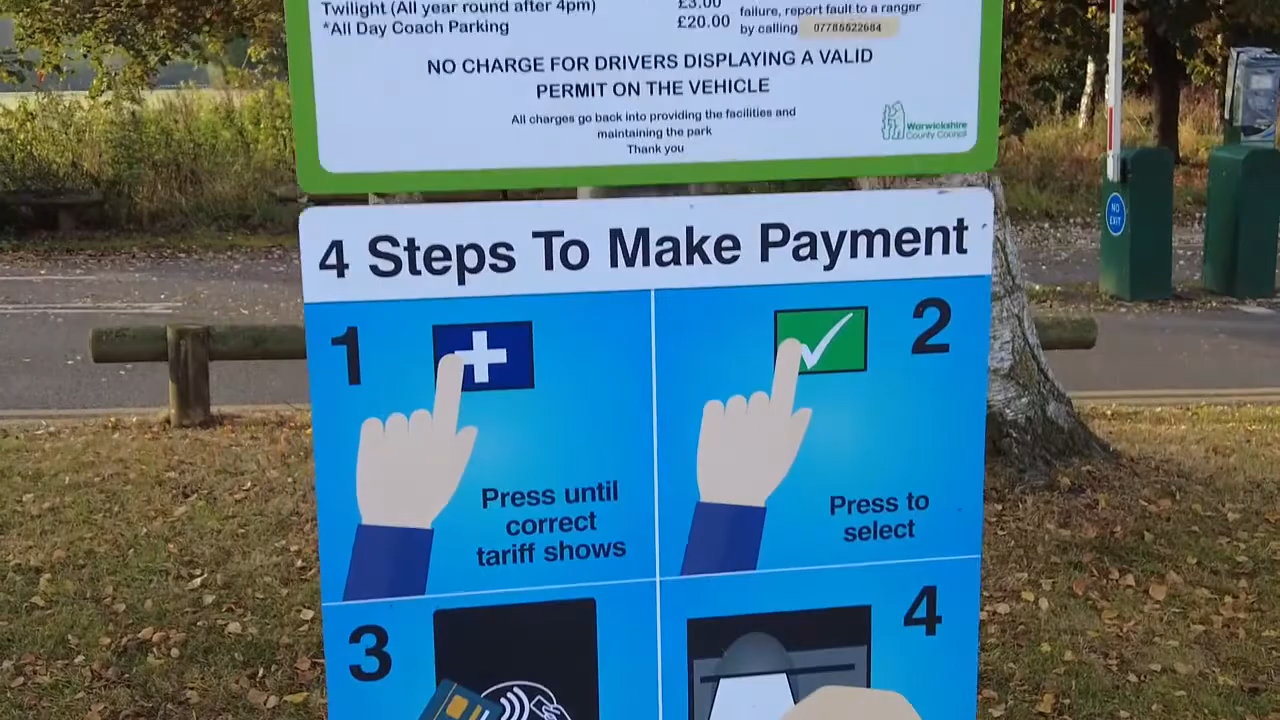 Twilight (All year round after 4pm) £3.00
*All Day Coach Parking £20.00
failure, report fault to a ranger
by calling 07785622684
NO CHARGE FOR DRIVERS DISPLAYING A VALID
PERMIT ON THE VEHICLE
All charges go back into providing the facilities and
maintaining the park
Thank you
Warwickshire
County Council
NO
EXIT
4 Steps To Make Payment
1
Press until
correct
tariff shows
2
Press to
select
3
4